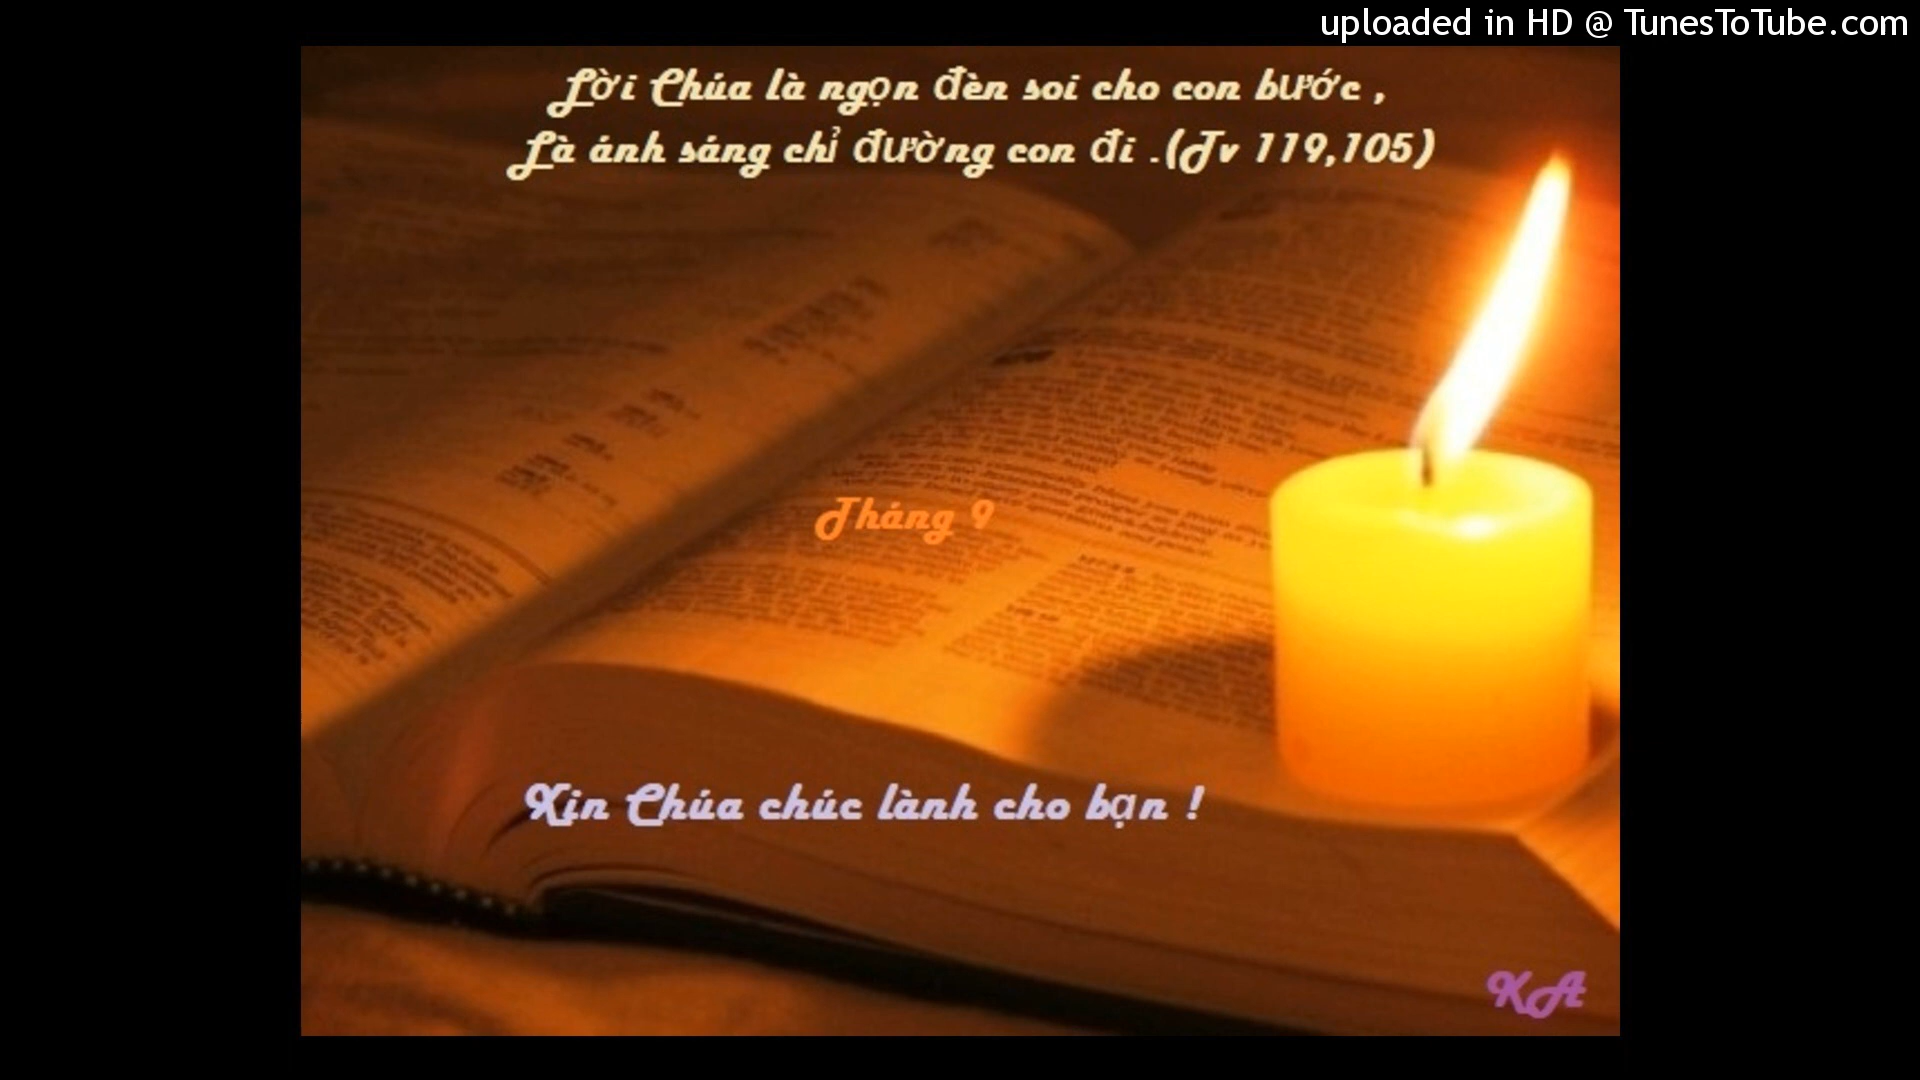 uploaded in HD @ TunesToTube.com
Lời Chúa là ngọn đèn soi cho con bước ,
Là ánh sáng chỉ đường con đi .(Tv 119,105)
Tháng 9
Xin Chúa chúc lành cho bạn !
KA